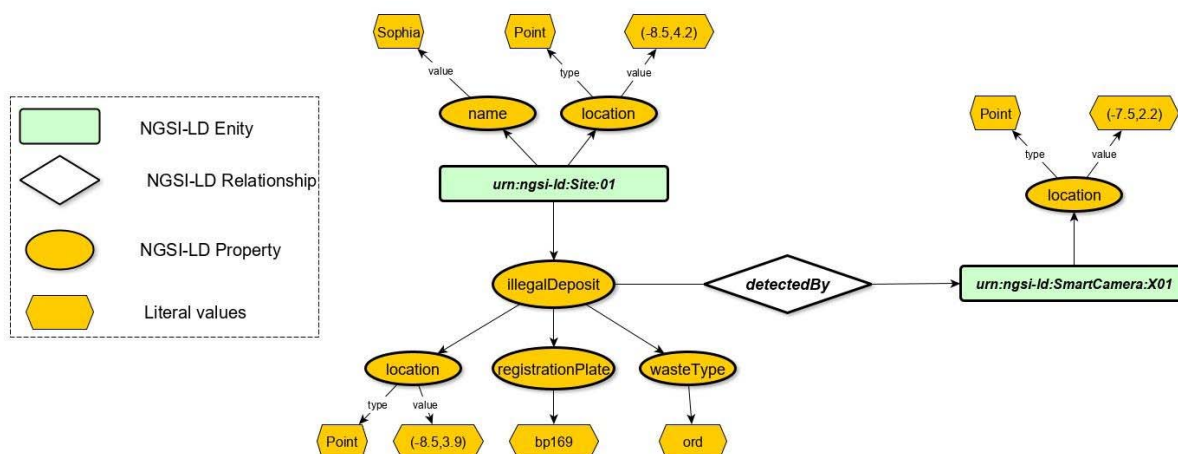 NGSI-LD Enity
NGSI-LD Relationship
NGSI-LD Property
Literal values
Sophia
Point
(-8.5,4.2)
value
type
value
name
location
urn:ngsi-ld:Site:01
Point
(-7.5,2.2)
type
value
location
illegalDeposit
detectedBy
urn:ngsi-ld:SmartCamera:X01
location
registrationPlate
wasteType
type
value
Point
(-8.5,3.9)
bp169
ord